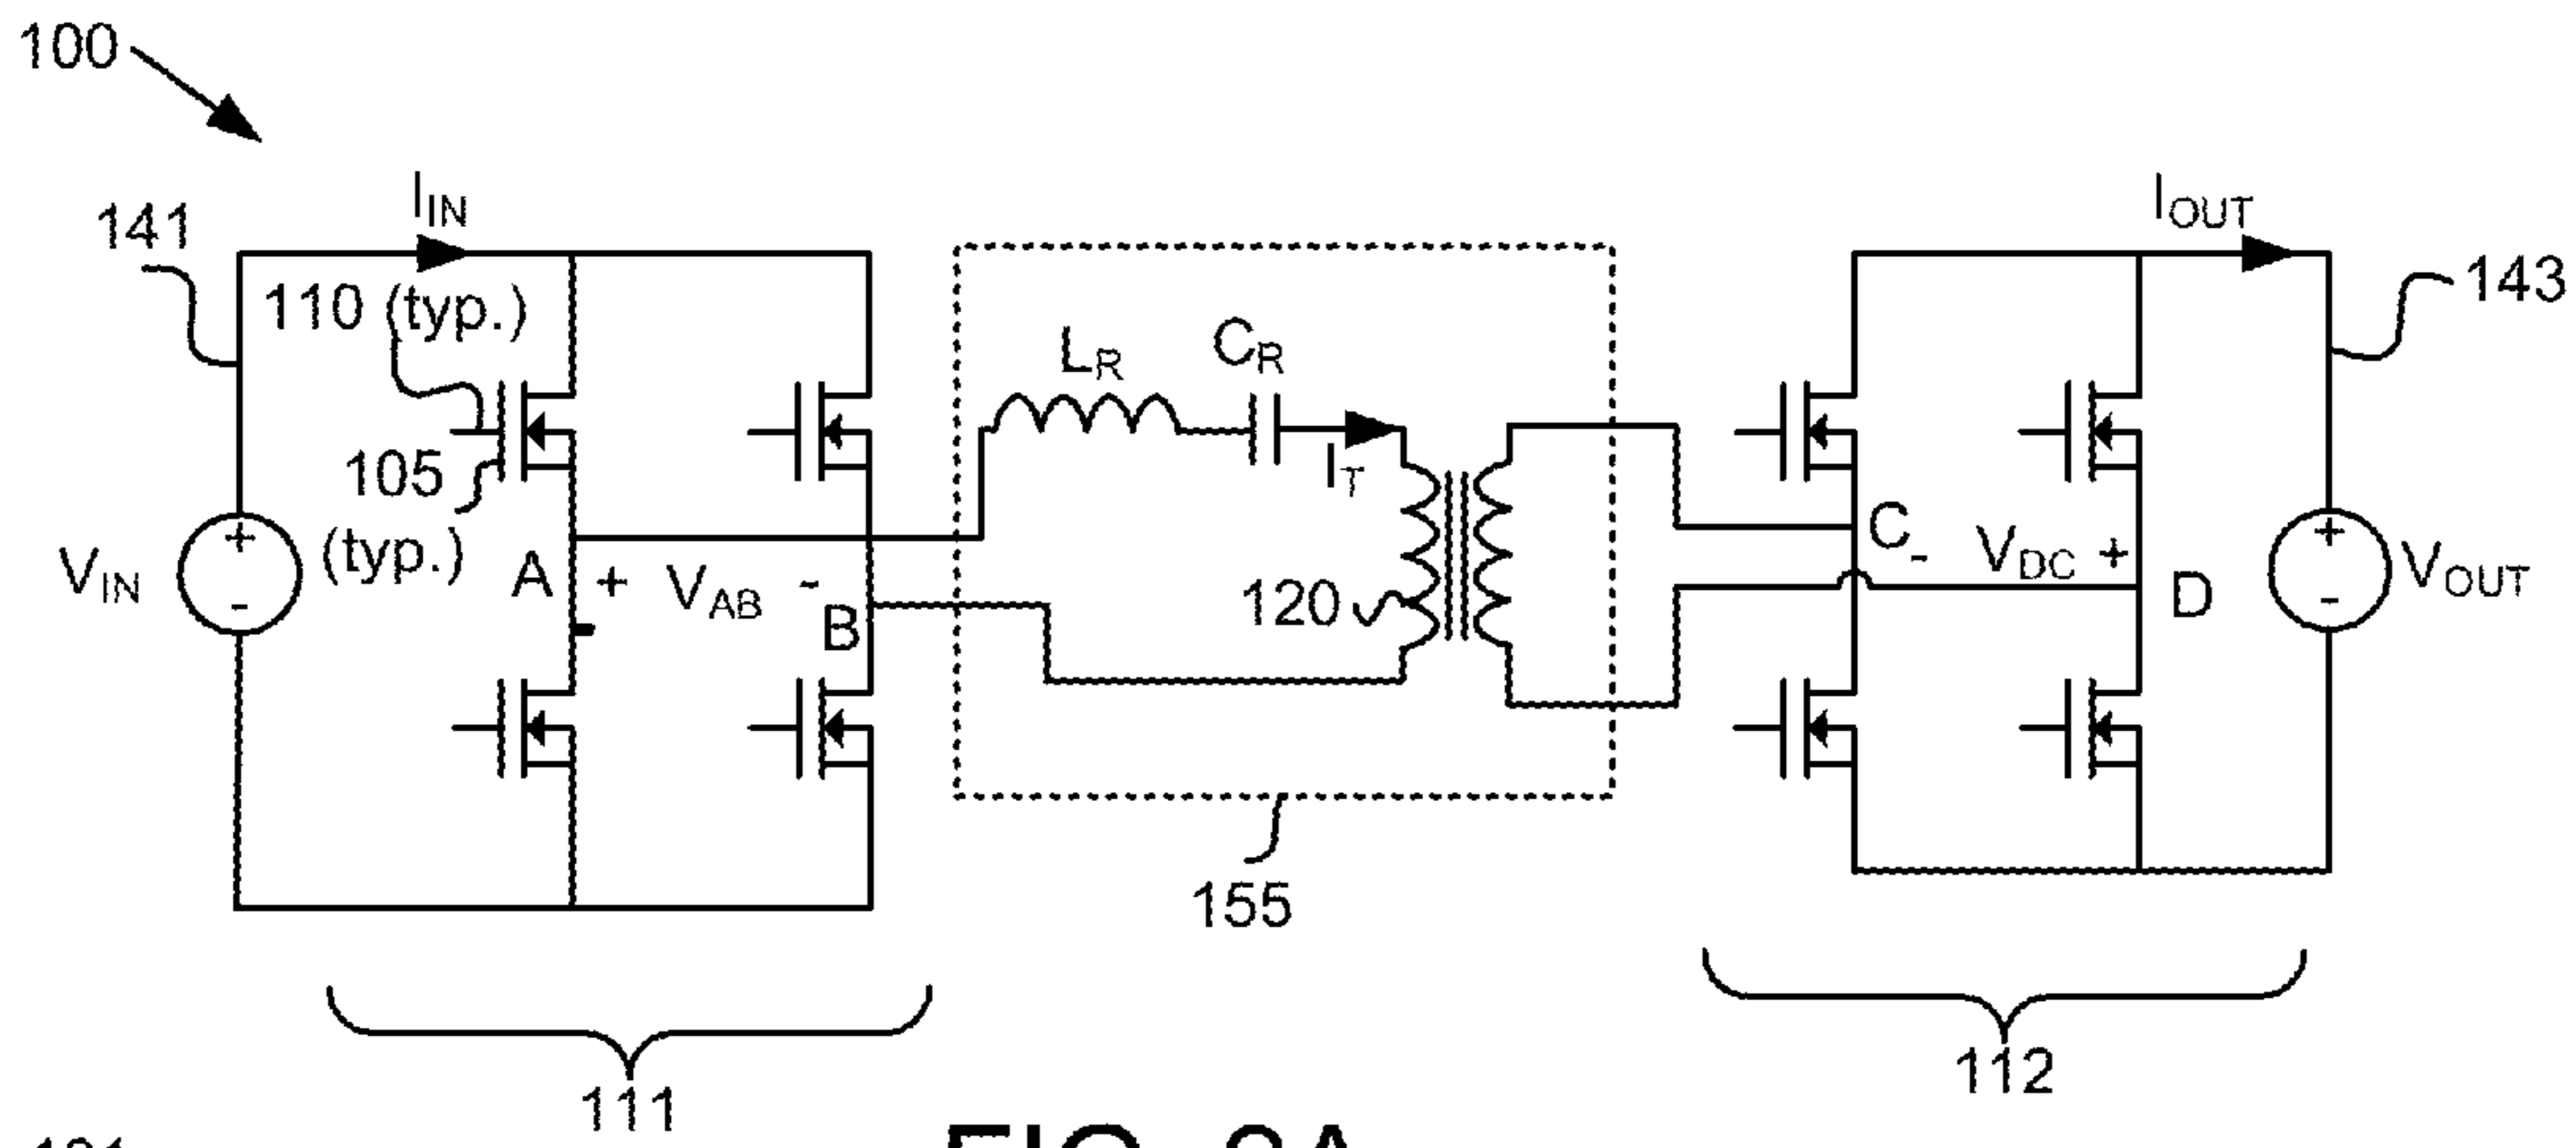 100
I_IN
I_OUT
141
143
110 (typ.)
L_R
C_R
105
(typ.)
I_T
V_IN
+
-
A + V_AB -
B
120
C - V_DC +
D
+
-
V_OUT
155
111
112